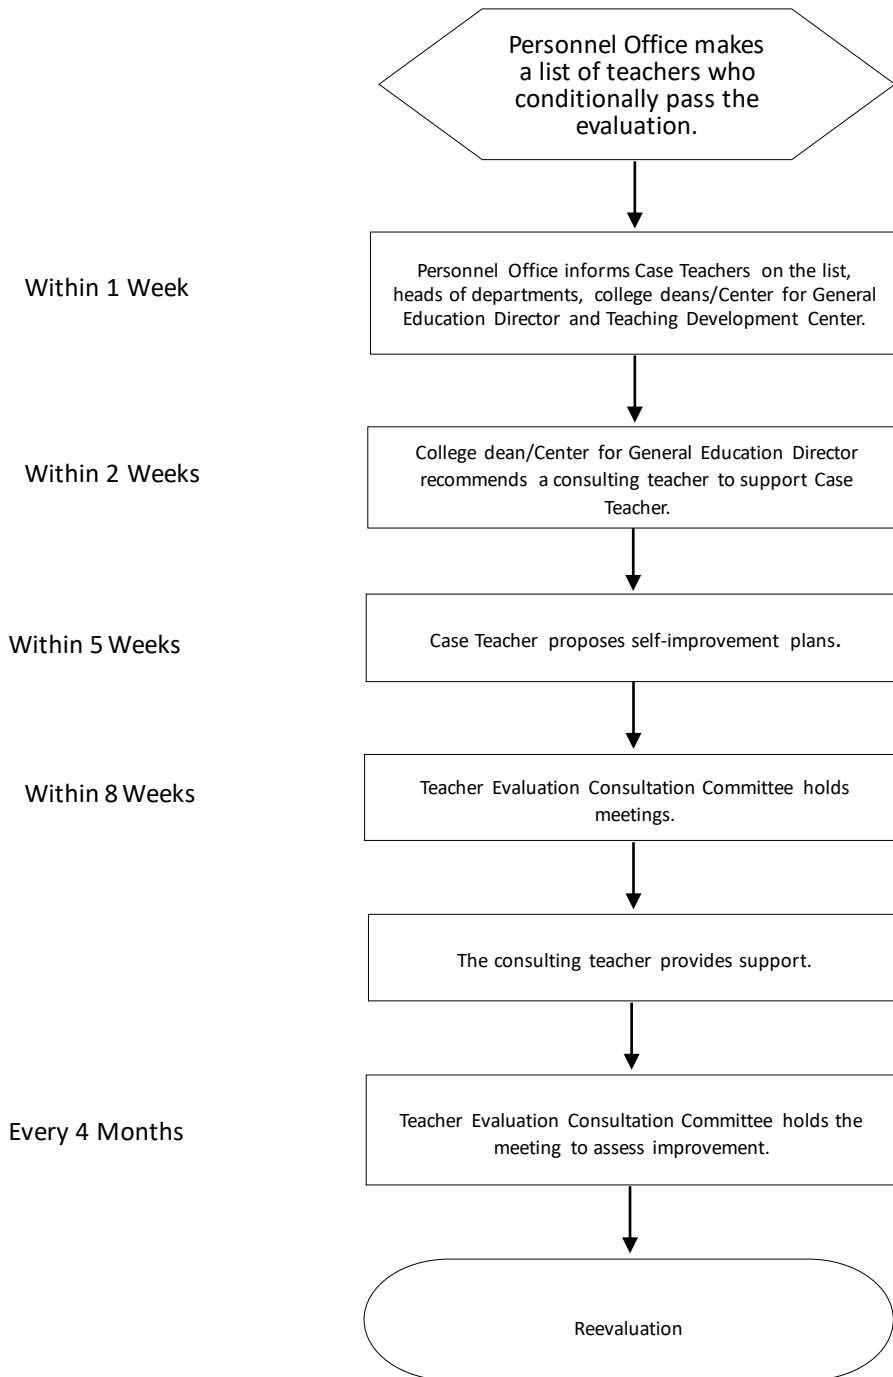 Personnel Office makes
a list of teachers who
conditionally pass the
evaluation.
Within 1 Week
Personnel Office informs Case Teachers on the list,
heads of departments, college deans/Center for General
Education Director and Teaching Development Center.
Within 2 Weeks
College dean/Center for General Education Director
recommends a consulting teacher to support Case
Teacher.
Within 5 Weeks
Case Teacher proposes self-improvement plans.
Within 8 Weeks
Teacher Evaluation Consultation Committee holds
meetings.
The consulting teacher provides support.
Every 4 Months
Teacher Evaluation Consultation Committee holds the
meeting to assess improvement.
Reevaluation